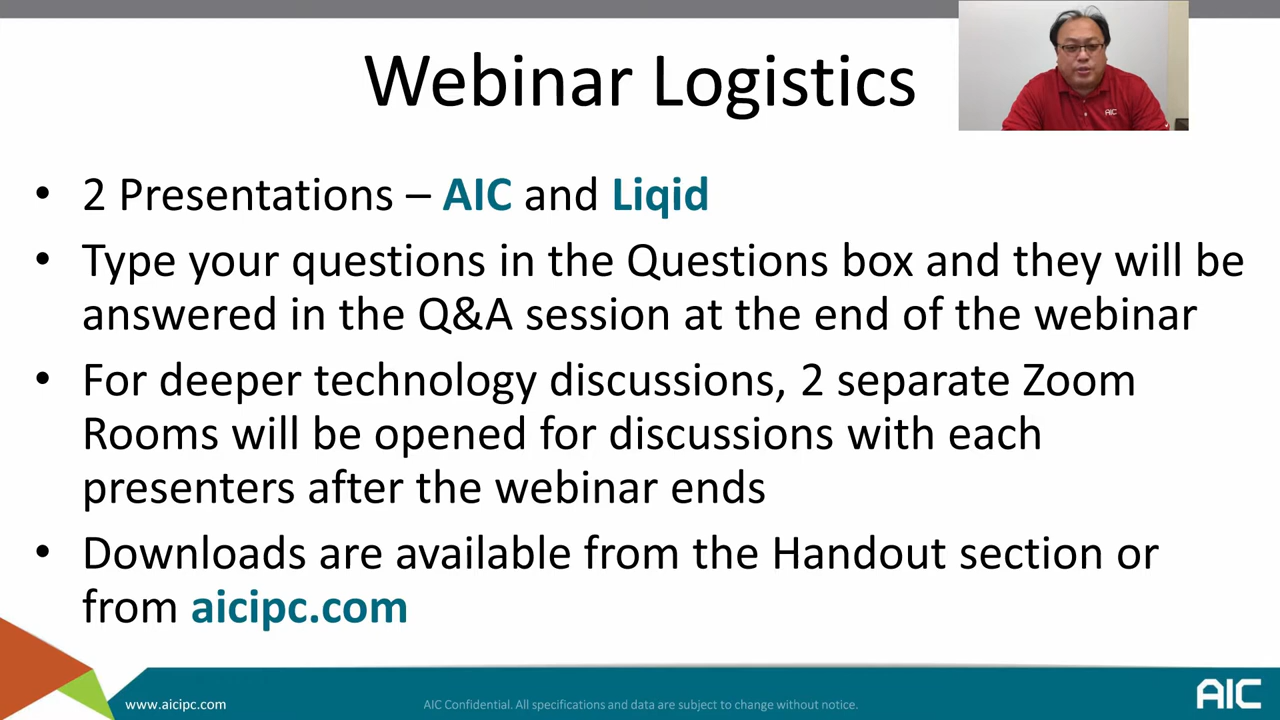 Webinar Logistics
AIC
• 2 Presentations – AIC and Liqid
• Type your questions in the Questions box and they will be
answered in the Q&A session at the end of the webinar
• For deeper technology discussions, 2 separate Zoom
Rooms will be opened for discussions with each
presenters after the webinar ends
• Downloads are available from the Handout section or
from aicipc.com
www.aicipc.com
AIC Confidential. All specifications and data are subject to change without notice.
AIC